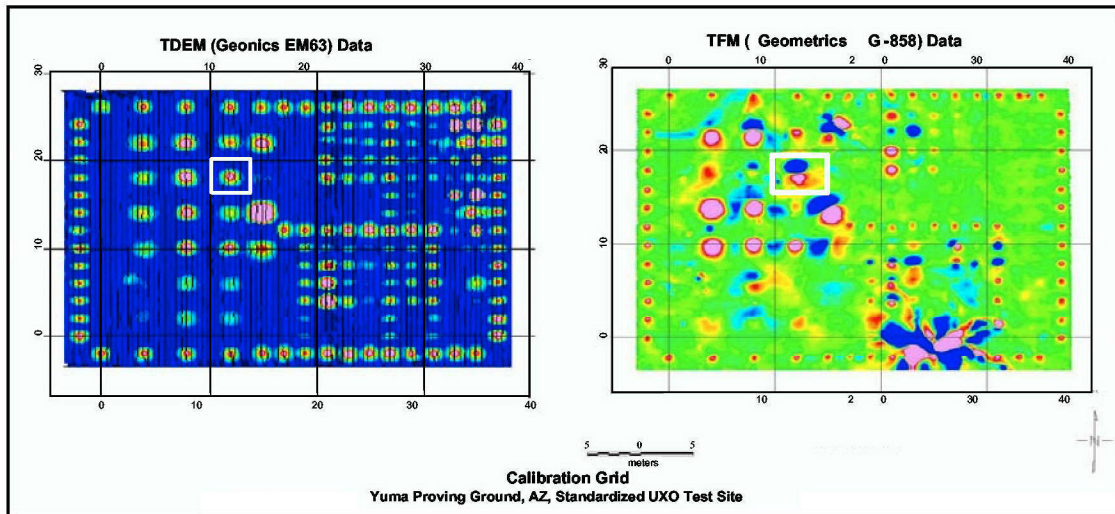 TDEM (Geonics EM63) Data
0 10 20 30 40
30
20
10
0
0 10 20 30 40
TFM ( Geometrics G -858) Data
0 10 2 0 30 40
30
20
10
0
0 10 2 0 30 40
5 0 5
meters
N
Calibration Grid
Yuma Proving Ground, AZ, Standardized UXO Test Site